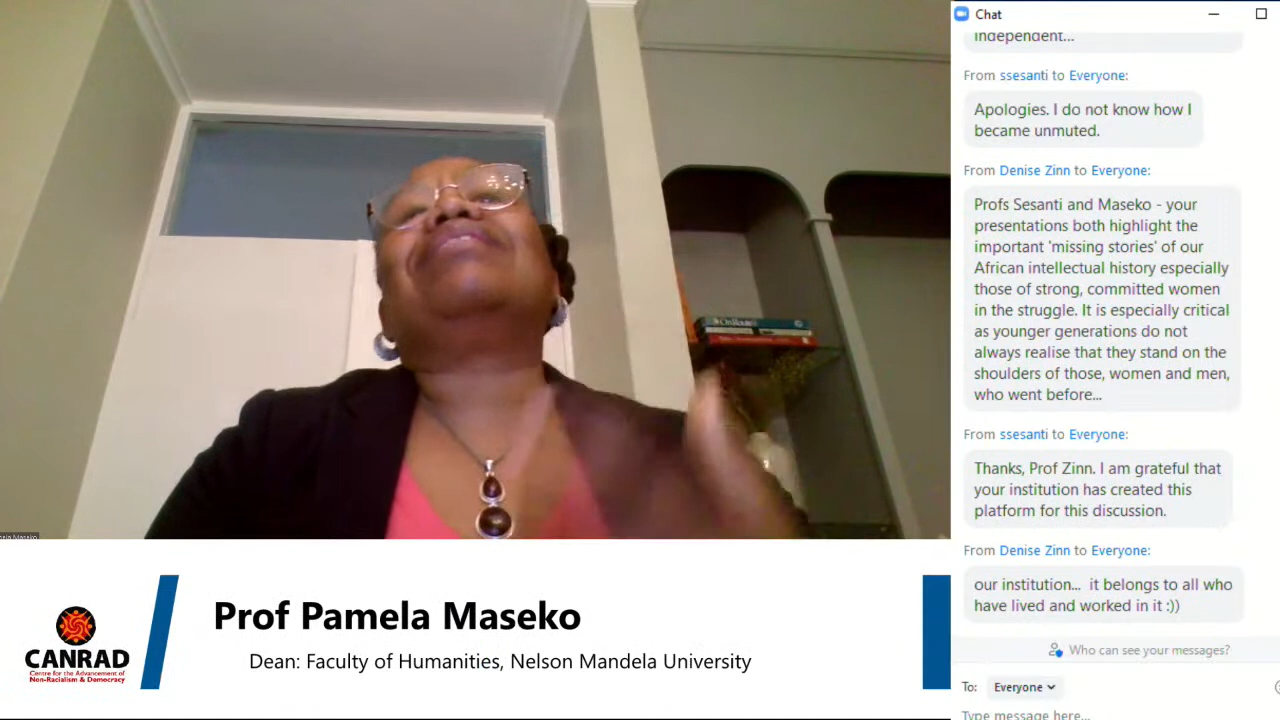 OnRoute
Pamela Maseko
CANRAD
Centre for the Advancement of
Non-Racialism & Democracy
Prof Pamela Maseko
Dean: Faculty of Humanities, Nelson Mandela University
Chat
independent...
From ssesanti to Everyone:
Apologies. I do not know how I
became unmuted.
From Denise Zinn to Everyone:
Profs Sesanti and Maseko - your
presentations both highlight the
important 'missing stories' of our
African intellectual history especially
those of strong, committed women
in the struggle. It is especially critical
as younger generations do not
always realise that they stand on the
shoulders of those, women and men,
who went before...
From ssesanti to Everyone:
Thanks, Prof Zinn. I am grateful that
your institution has created this
platform for this discussion.
From Denise Zinn to Everyone:
our institution... it belongs to all who
have lived and worked in it :))
Who can see your messages?
To: Everyone
Type message here...